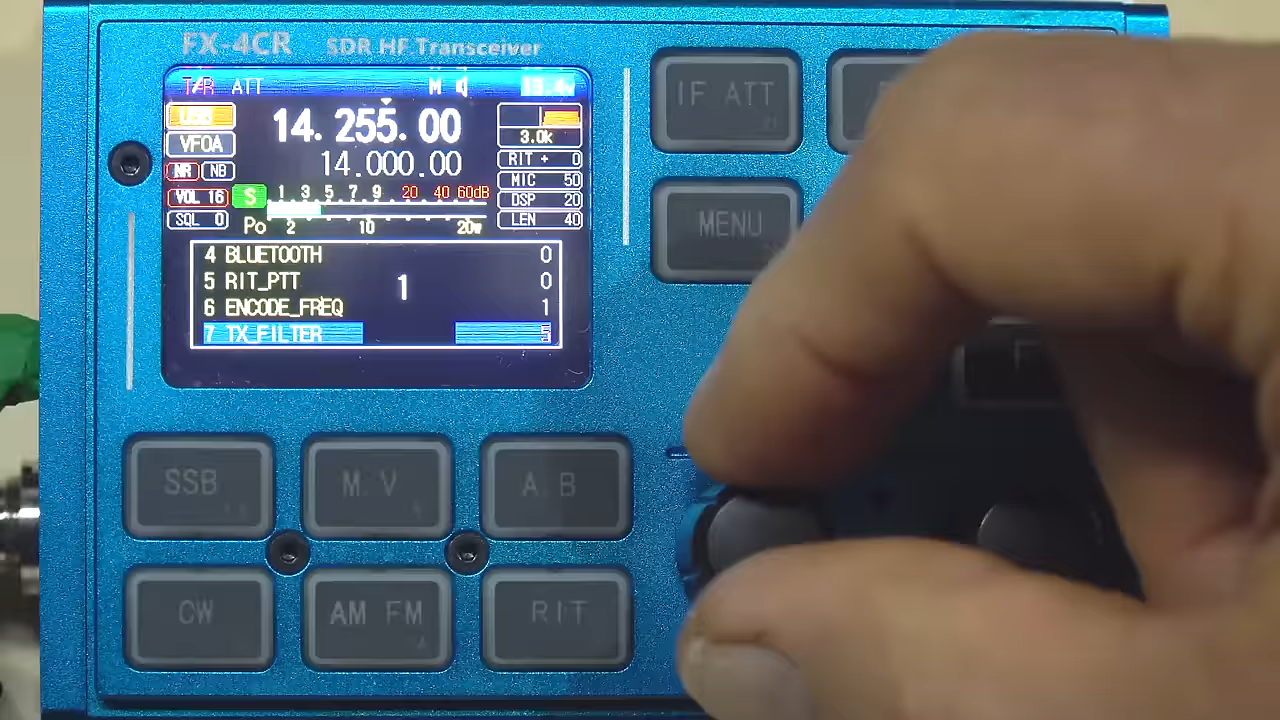 FX-4CR SDR HF Transceiver
T/R ATT M 13.4V
USB 14.255.00 3.0k
VFOA 14.000.00 RIT + 0
NR NB MIC 50
VOL 16 S 1 3 5 7 9 20 40 60dB DSP 20
SQL 0 Po 2 10 20w LEN 40
4 BLUETOOTH 0
5 RIT_PTT 1 0
6 ENCODE_FREQ 1
7 TX_FILTER 5
IF ATT
MENU
SSB M V A B
CW AM FM RIT